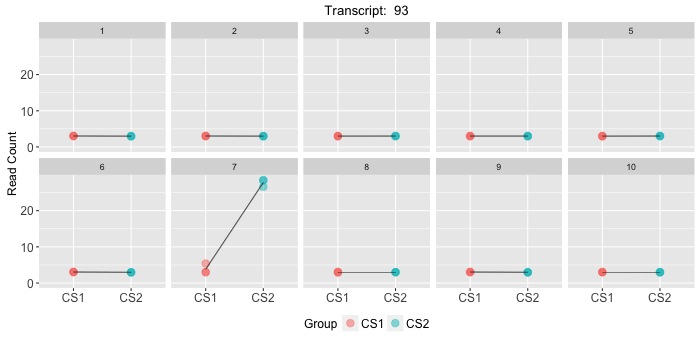 Transcript:  93
1 2 3 4 5
20
10
0
Read Count
6 7 8 9 10
20
10
0
CS1 CS2 CS1 CS2 CS1 CS2 CS1 CS2 CS1 CS2
Group CS1 CS2